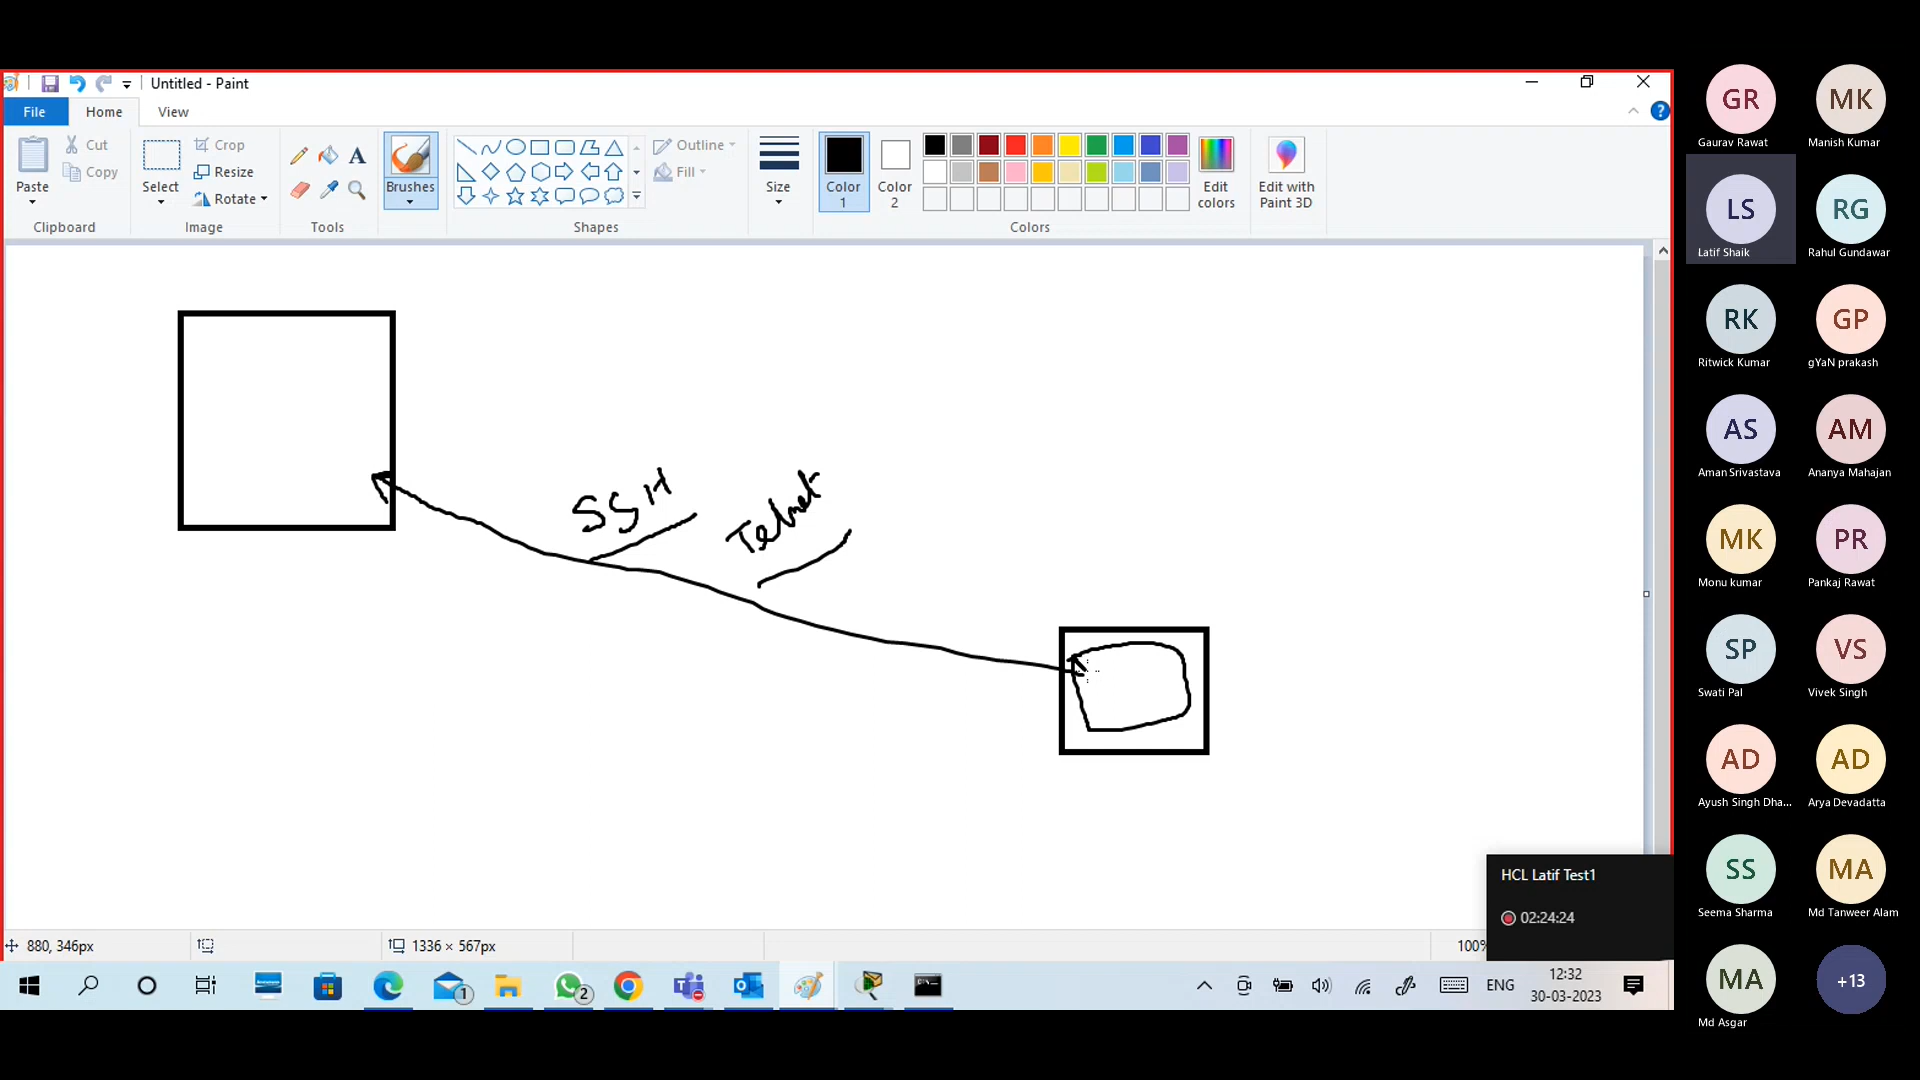 Untitled - Paint
File
Home
View
Paste
Cut
Copy
Clipboard
Select
Crop
Resize
Rotate
Image
A
Tools
Brushes
Shapes
Outline
Fill
Size
Color
1
Color
2
Edit
colors
Edit with
Paint 3D
Colors
?
SSH
Telnet
HCL Latif Test1
02:24:24
880, 346px
1336 × 567px
100%
1
2
ENG
12:32
30-03-2023
GR
Gaurav Rawat
MK
Manish Kumar
LS
Latif Shaik
RG
Rahul Gundawar
RK
Ritwick Kumar
GP
gYaN prakash
AS
Aman Srivastava
AM
Ananya Mahajan
MK
Monu kumar
PR
Pankaj Rawat
SP
Swati Pal
VS
Vivek Singh
AD
Ayush Singh Dha...
AD
Arya Devadatta
SS
Seema Sharma
MA
Md Tanweer Alam
MA
Md Asgar
+13